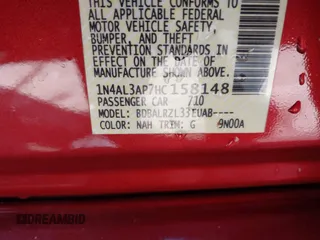 THIS VEHICLE CONFORMS TO ALL
APPLICABLE FEDERAL
MOTOR VEHICLE SAFETY,
BUMPER, AND THEFT
PREVENTION STANDARDS
IN EFFECT ON THE DATE OF
MANUFACTURE SHOWN ABOVE.
1N4AL3AP7HC158148
PASSENGER CAR 710
MODEL: BDBALRZL33EUAB----
COLOR: NAH TRIM: G 9N00A
DREAMBID